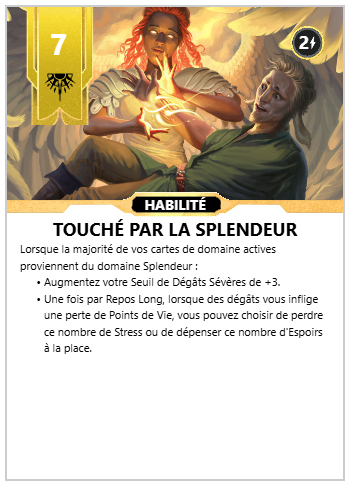 7
2
HABILITÉ
TOUCHÉ PAR LA SPLENDEUR
Lorsque la majorité de vos cartes de domaine actives
proviennent du domaine Splendeur :
• Augmentez votre Seuil de Dégâts Sévères de +3.
• Une fois par Repos Long, lorsque des dégâts vous inflige
une perte de Points de Vie, vous pouvez choisir de perdre
ce nombre de Stress ou de dépenser ce nombre d'Espoirs
à la place.